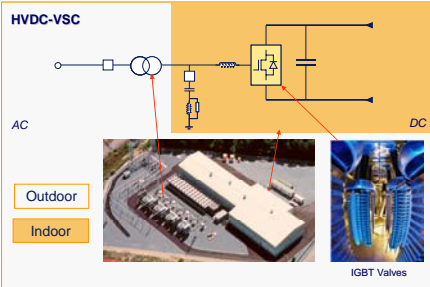 HVDC-VSC
AC
DC
Outdoor
Indoor
IGBT Valves